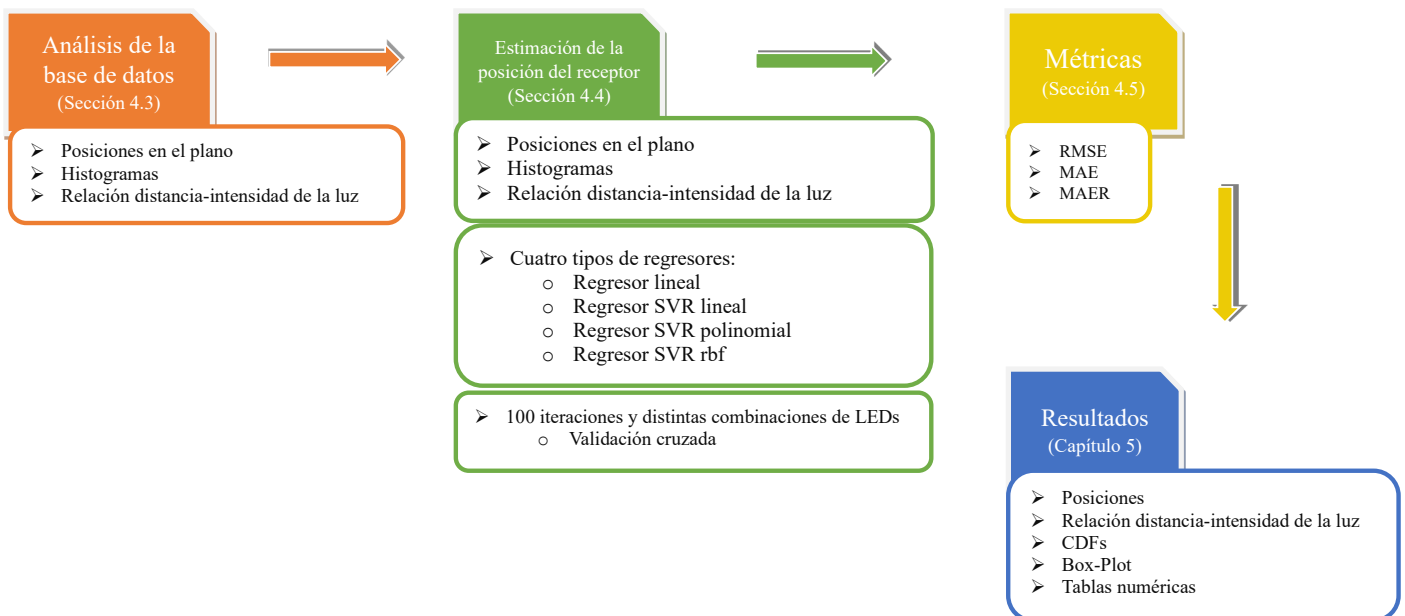 Análisis de la
base de datos
(Sección 4.3)
➢ Posiciones en el plano
➢ Histogramas
➢ Relación distancia-intensidad de la luz
Estimación de la
posición del receptor
(Sección 4.4)
➢ Posiciones en el plano
➢ Histogramas
➢ Relación distancia-intensidad de la luz
➢ Cuatro tipos de regresores:
o Regresor lineal
o Regresor SVR lineal
o Regresor SVR polinomial
o Regresor SVR rbf
➢ 100 iteraciones y distintas combinaciones de LEDs
o Validación cruzada
Métricas
(Sección 4.5)
➢ RMSE
➢ MAE
➢ MAER
Resultados
(Capítulo 5)
➢ Posiciones
➢ Relación distancia-intensidad de la luz
➢ CDFs
➢ Box-Plot
➢ Tablas numéricas